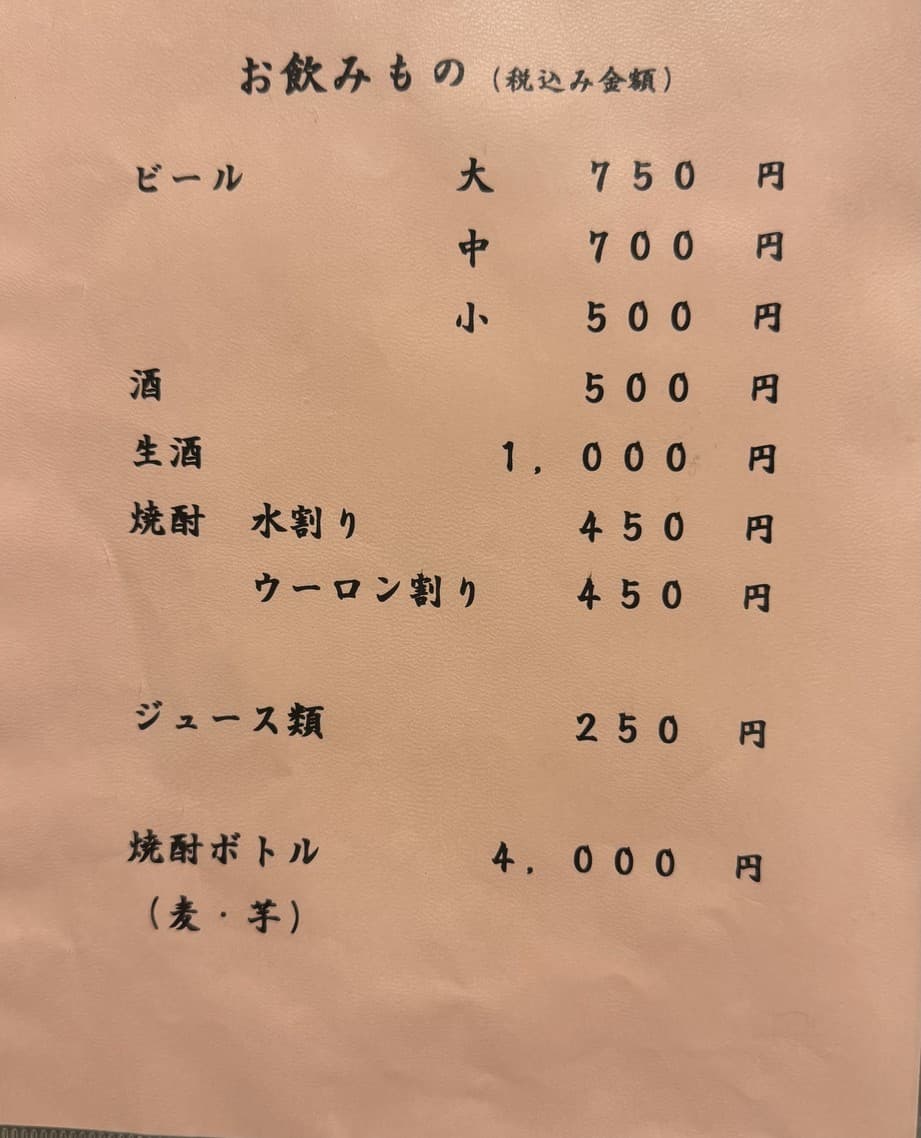 お飲みもの（税込み金額）
ビール 大 750 円
中 700 円
小 500 円
酒 500 円
生酒 1,000 円
焼酎 水割り 450 円
ウーロン割り 450 円
ジュース類 250 円
焼酎ボトル 4,000 円
（麦・芋）